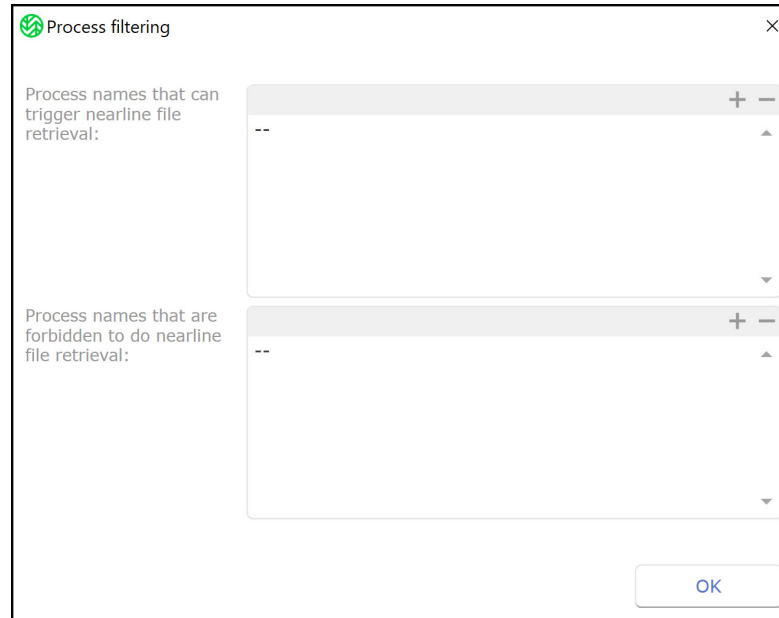 Process filtering
Process names that can
trigger nearline file
retrieval:
--
Process names that are
forbidden to do nearline
file retrieval:
--
OK